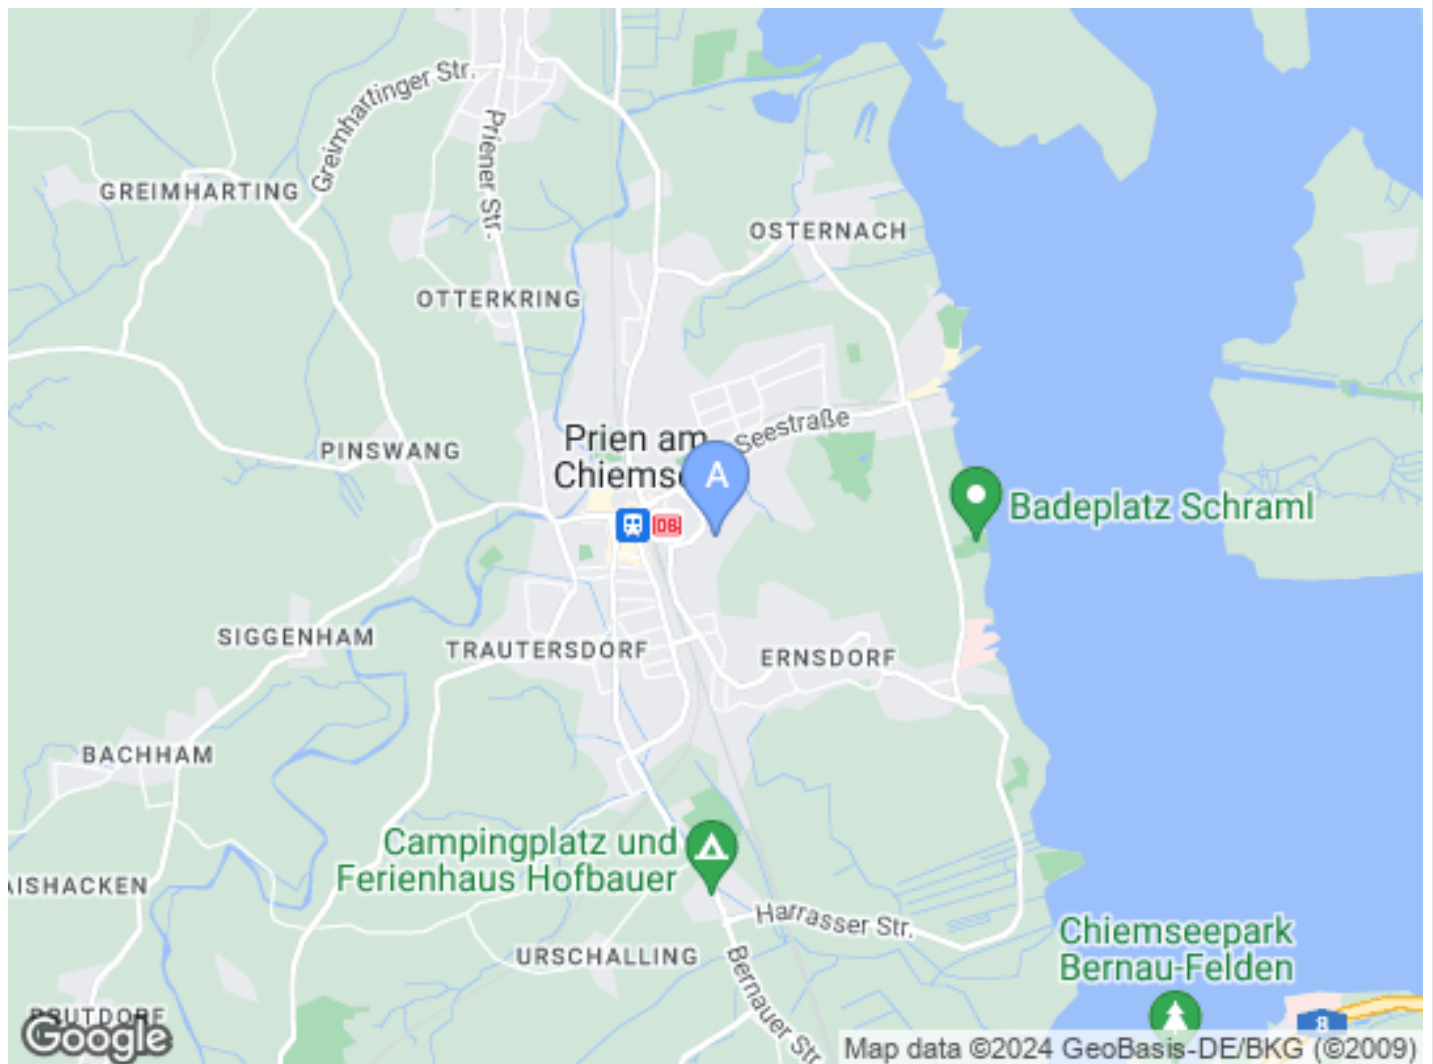 Greimhartinger Str.
Priener Str.
GREIMHARTING
OSTERNACH
OTTERKRING
Prien am
Seestraße
PINSWANG
A
Badeplatz Schraml
DB
SIGGENHAM
TRAUTERSDORF
ERNSDORF
BACHHAM
Campingplatz und
Ferienhaus Hofbauer
Harrasser Str.
Chiemseepark
Bernau-Felden
URSCHALLING
Bernauer Str.
8
Google
Map data ©2024 GeoBasis-DE/BKG (©2009)